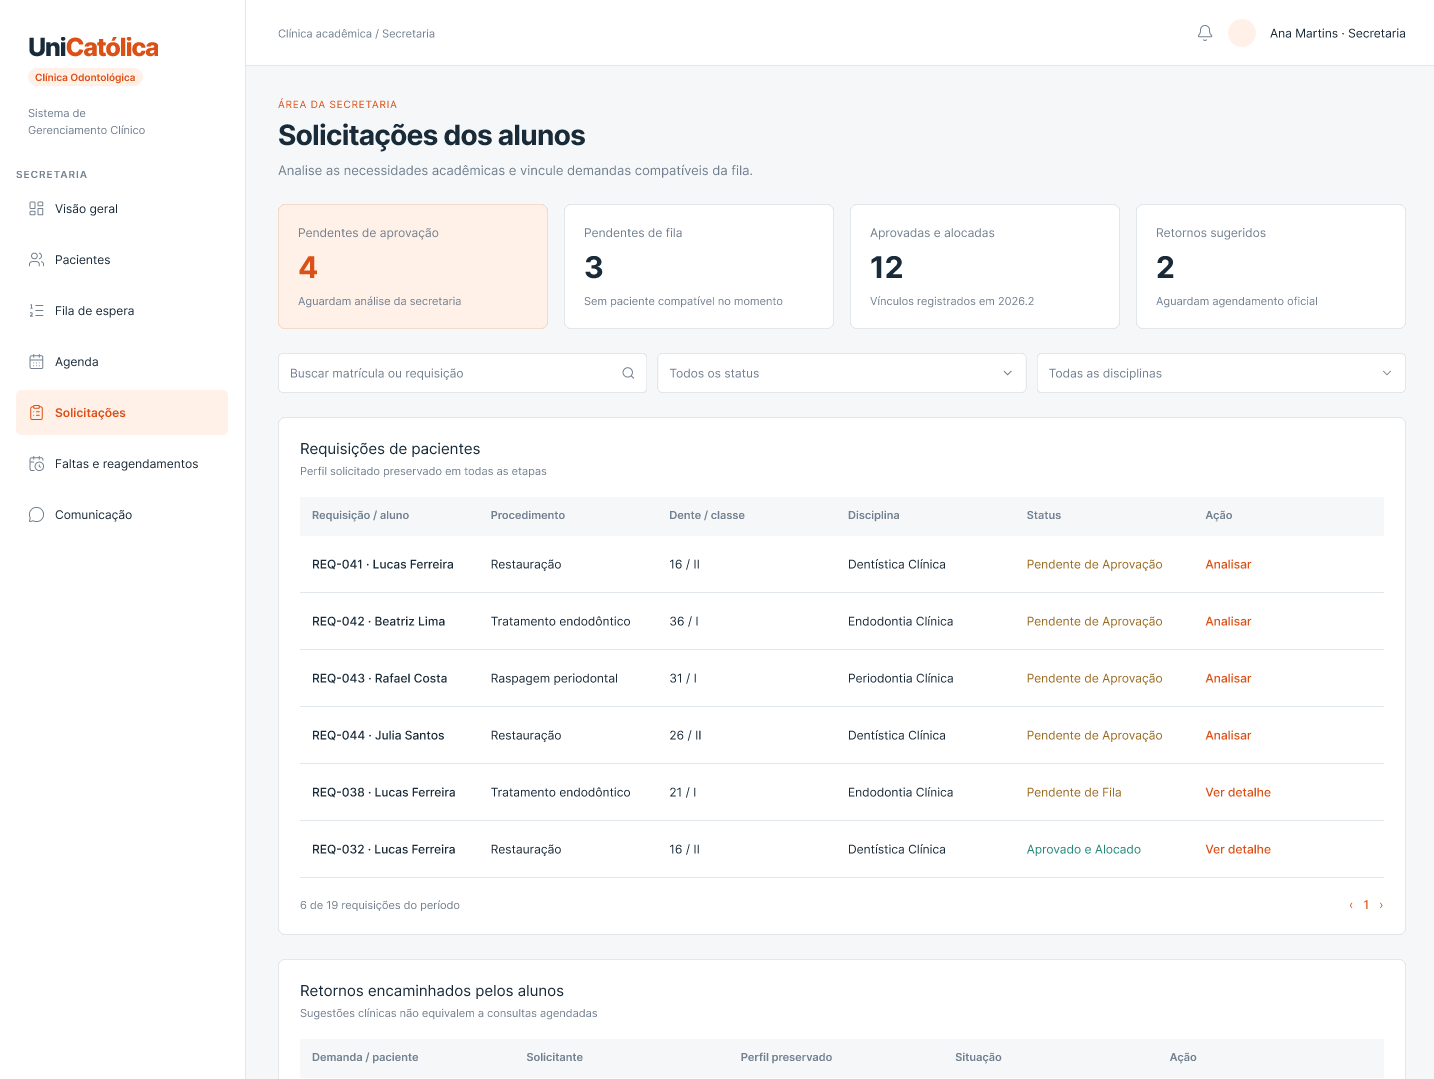 UniCatólica
Clínica Odontológica
Sistema de
Gerenciamento Clínico
SECRETARIA
Visão geral
Pacientes
Fila de espera
Agenda
Solicitações
Faltas e reagendamentos
Comunicação
Clínica acadêmica / Secretaria
Ana Martins · Secretaria
ÁREA DA SECRETARIA
Solicitações dos alunos
Analise as necessidades acadêmicas e vincule demandas compatíveis da fila.
Pendentes de aprovação
4
Aguardam análise da secretaria
Pendentes de fila
3
Sem paciente compatível no momento
Aprovadas e alocadas
12
Vínculos registrados em 2026.2
Retornos sugeridos
2
Aguardam agendamento oficial
Buscar matrícula ou requisição
Todos os status
Todas as disciplinas
Requisições de pacientes
Perfil solicitado preservado em todas as etapas
Requisição / aluno Procedimento Dente / classe Disciplina Status Ação
REQ-041 · Lucas Ferreira Restauração 16 / II Dentística Clínica Pendente de Aprovação Analisar
REQ-042 · Beatriz Lima Tratamento endodôntico 36 / I Endodontia Clínica Pendente de Aprovação Analisar
REQ-043 · Rafael Costa Raspagem periodontal 31 / I Periodontia Clínica Pendente de Aprovação Analisar
REQ-044 · Julia Santos Restauração 26 / II Dentística Clínica Pendente de Aprovação Analisar
REQ-038 · Lucas Ferreira Tratamento endodôntico 21 / I Endodontia Clínica Pendente de Fila Ver detalhe
REQ-032 · Lucas Ferreira Restauração 16 / II Dentística Clínica Aprovado e Alocado Ver detalhe
6 de 19 requisições do período
‹ 1 ›
Retornos encaminhados pelos alunos
Sugestões clínicas não equivalem a consultas agendadas
Demanda / paciente Solicitante Perfil preservado Situação Ação